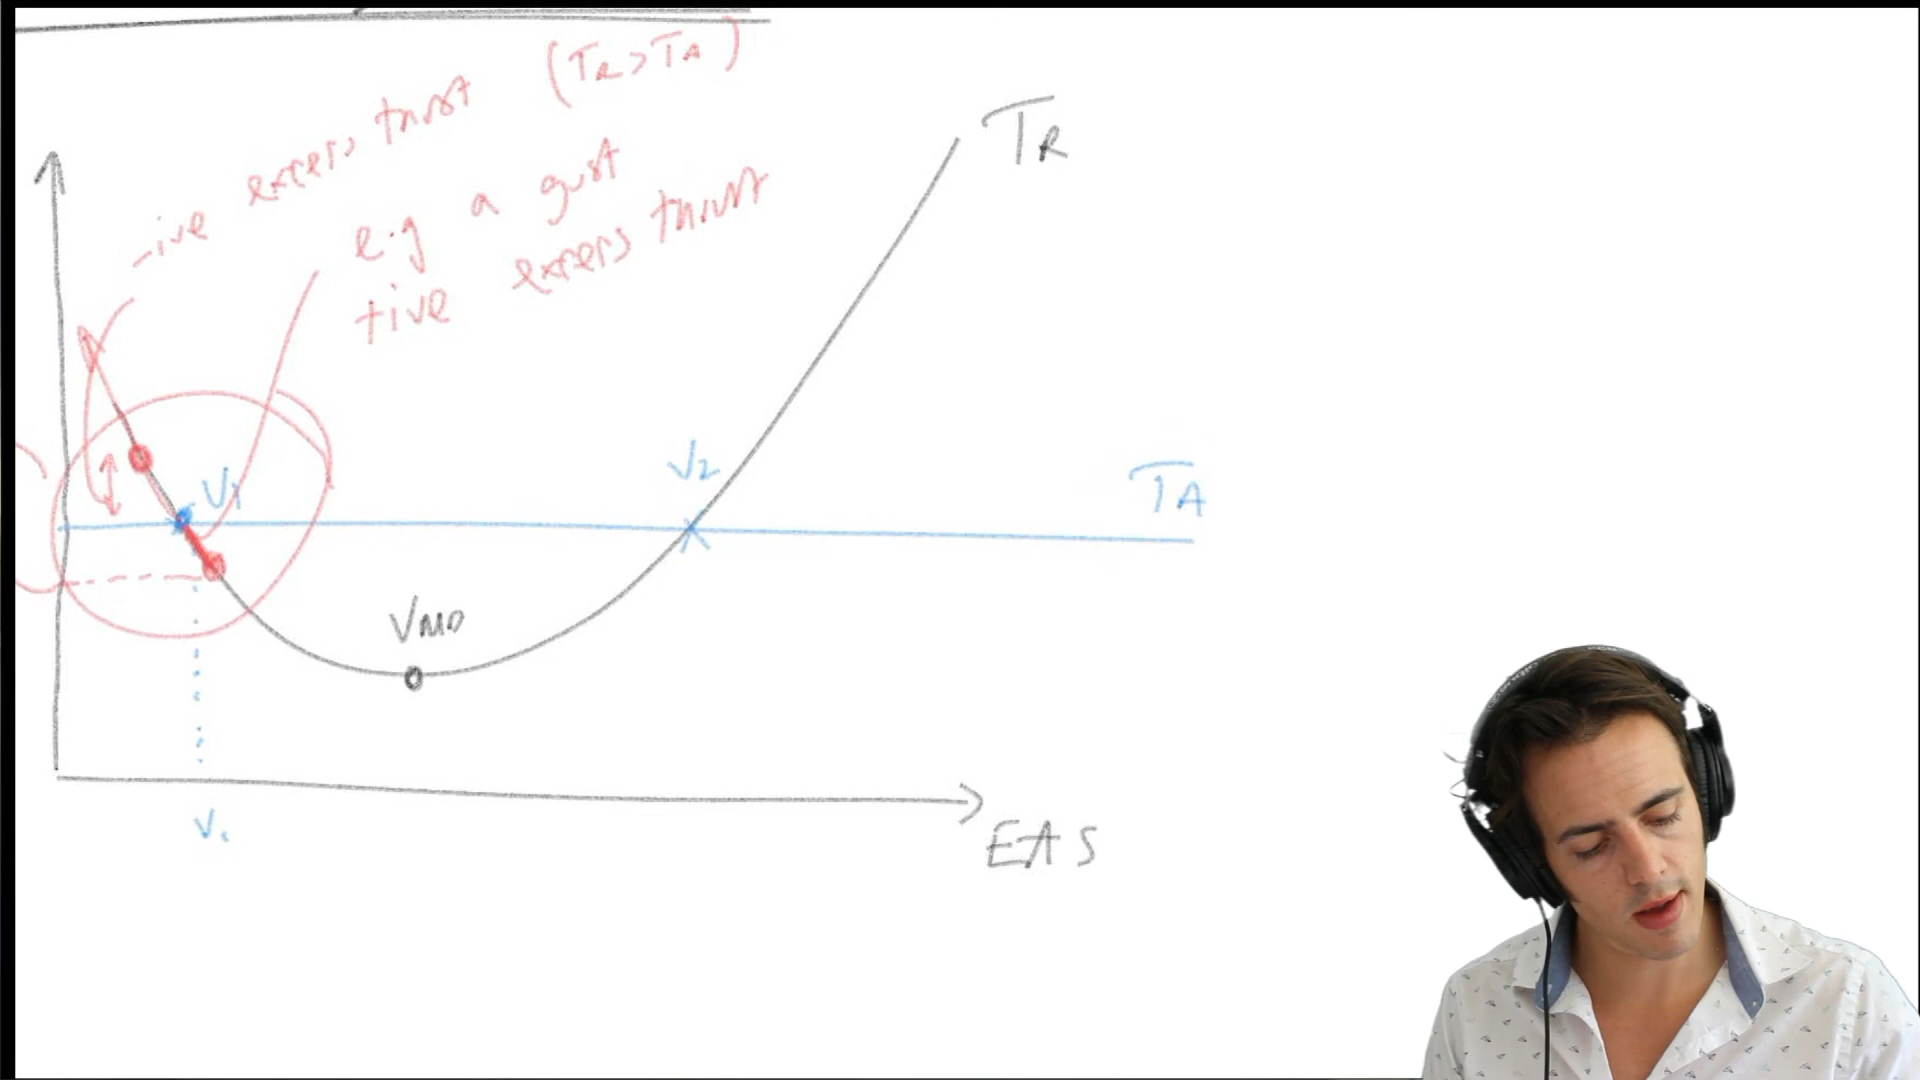 (TR > TA)
-ive excess thrust
e.g a gust
+ive excess thrust
TR
V1
V2
TA
VMD
V1
EAS